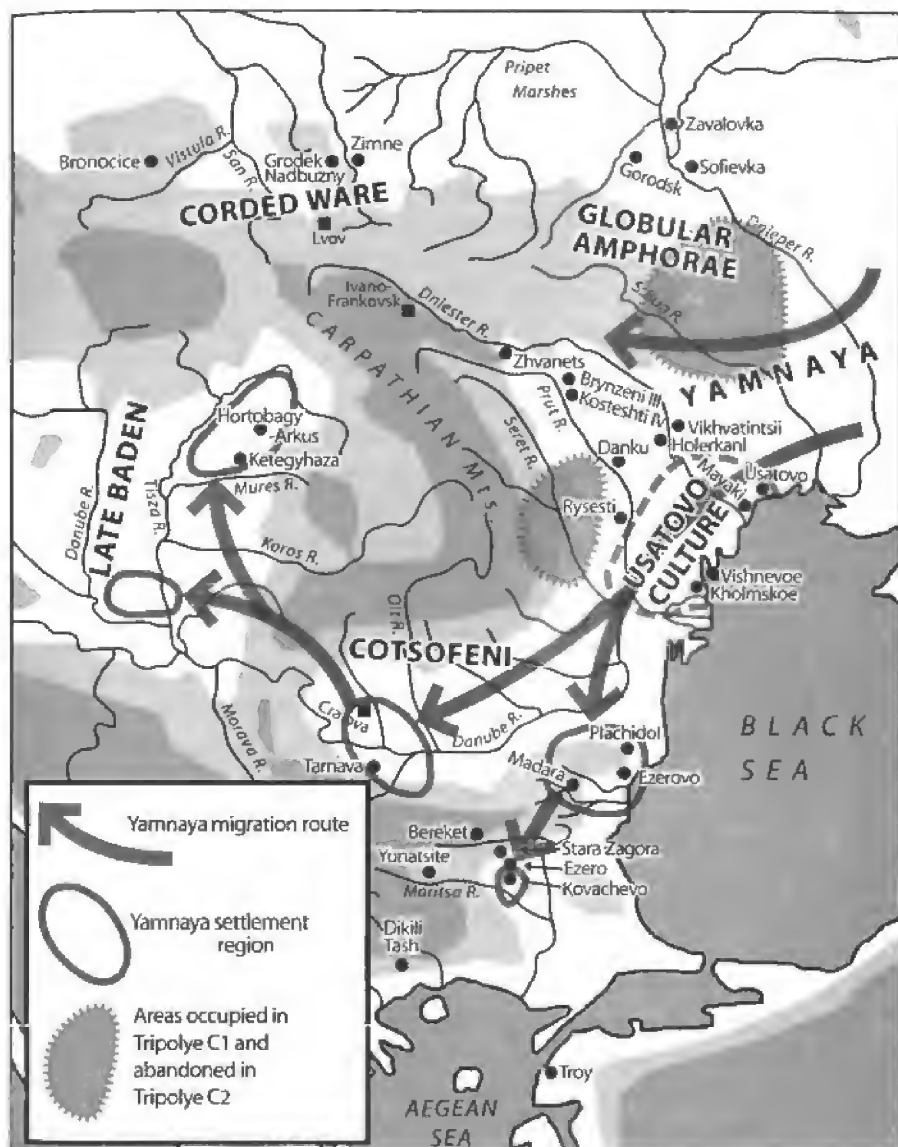 Pripet
Marshes
Zavalovka
Bronocice
Vistula R.
San R.
Grodek
Nadbuzny
Zimne
Gorodsk
Sofievka
CORDED WARE
Lvov
GLOBULAR
AMPHORAE
Dnieper R.
Ivano-
Frankovsk
Dniester R.
CARPATHIAN Mts
Zhvanets
YAMNAYA
Brynzeni III
Kosteshti IV
Prut R.
Seret R.
Vikhvatintsii
Holerkani
Danku
Mayaki
Usatovo
Rysesti
USATOVO
CULTURE
Vishnevoe
Kholmskoe
Hortobagy
-Arkus
Ketegyhaza
Mures R.
LATE BADEN
Danube R.
Tisza R.
Koros R.
Olt R.
COTSOFENI
Craiova
Morava R.
Danube R.
Tarnava
Plachidol
Madara
Ezerovo
BLACK
SEA
Bereket
Stara Zagora
Yunatsite
Ezero
Maritsa R.
Kovachevo
Dikili
Tash
Troy
AEGEAN
SEA
Yamnaya migration route
Yamnaya settlement
region
Areas occupied in
Tripolye C1 and
abandoned in
Tripolye C2